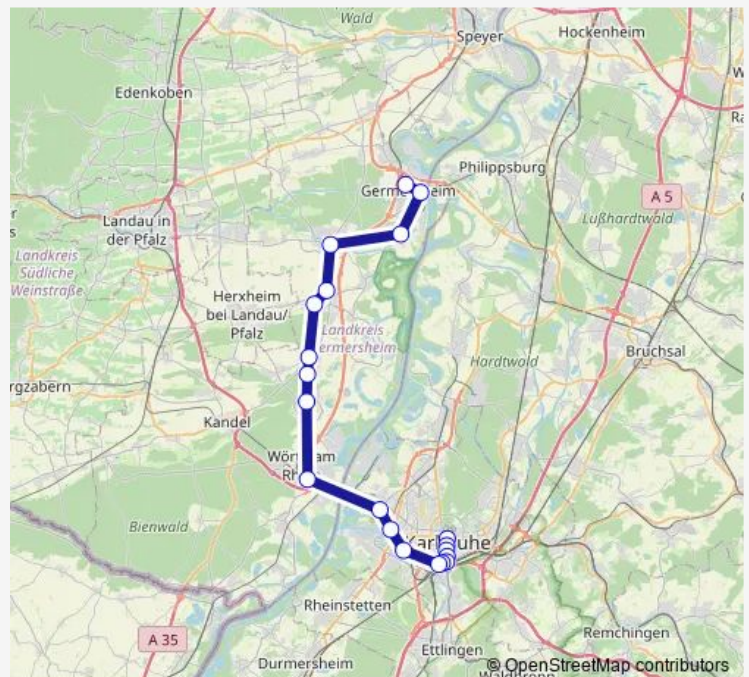 Wald
Speyer
Hockenheim
Edenkoben
Philippsburg
A 5
Lußhardtwald
Landau in
der Pfalz
Landkreis
Südliche
Weinstraße
Herxheim
bei Landau/
Pfalz
Landkreis
Hardtwald
Bruchsal
Kandel
Bienwald
Rheinstetten
A 35
Remchingen
Ettlingen
Durmersheim
© OpenStreetMap contributors